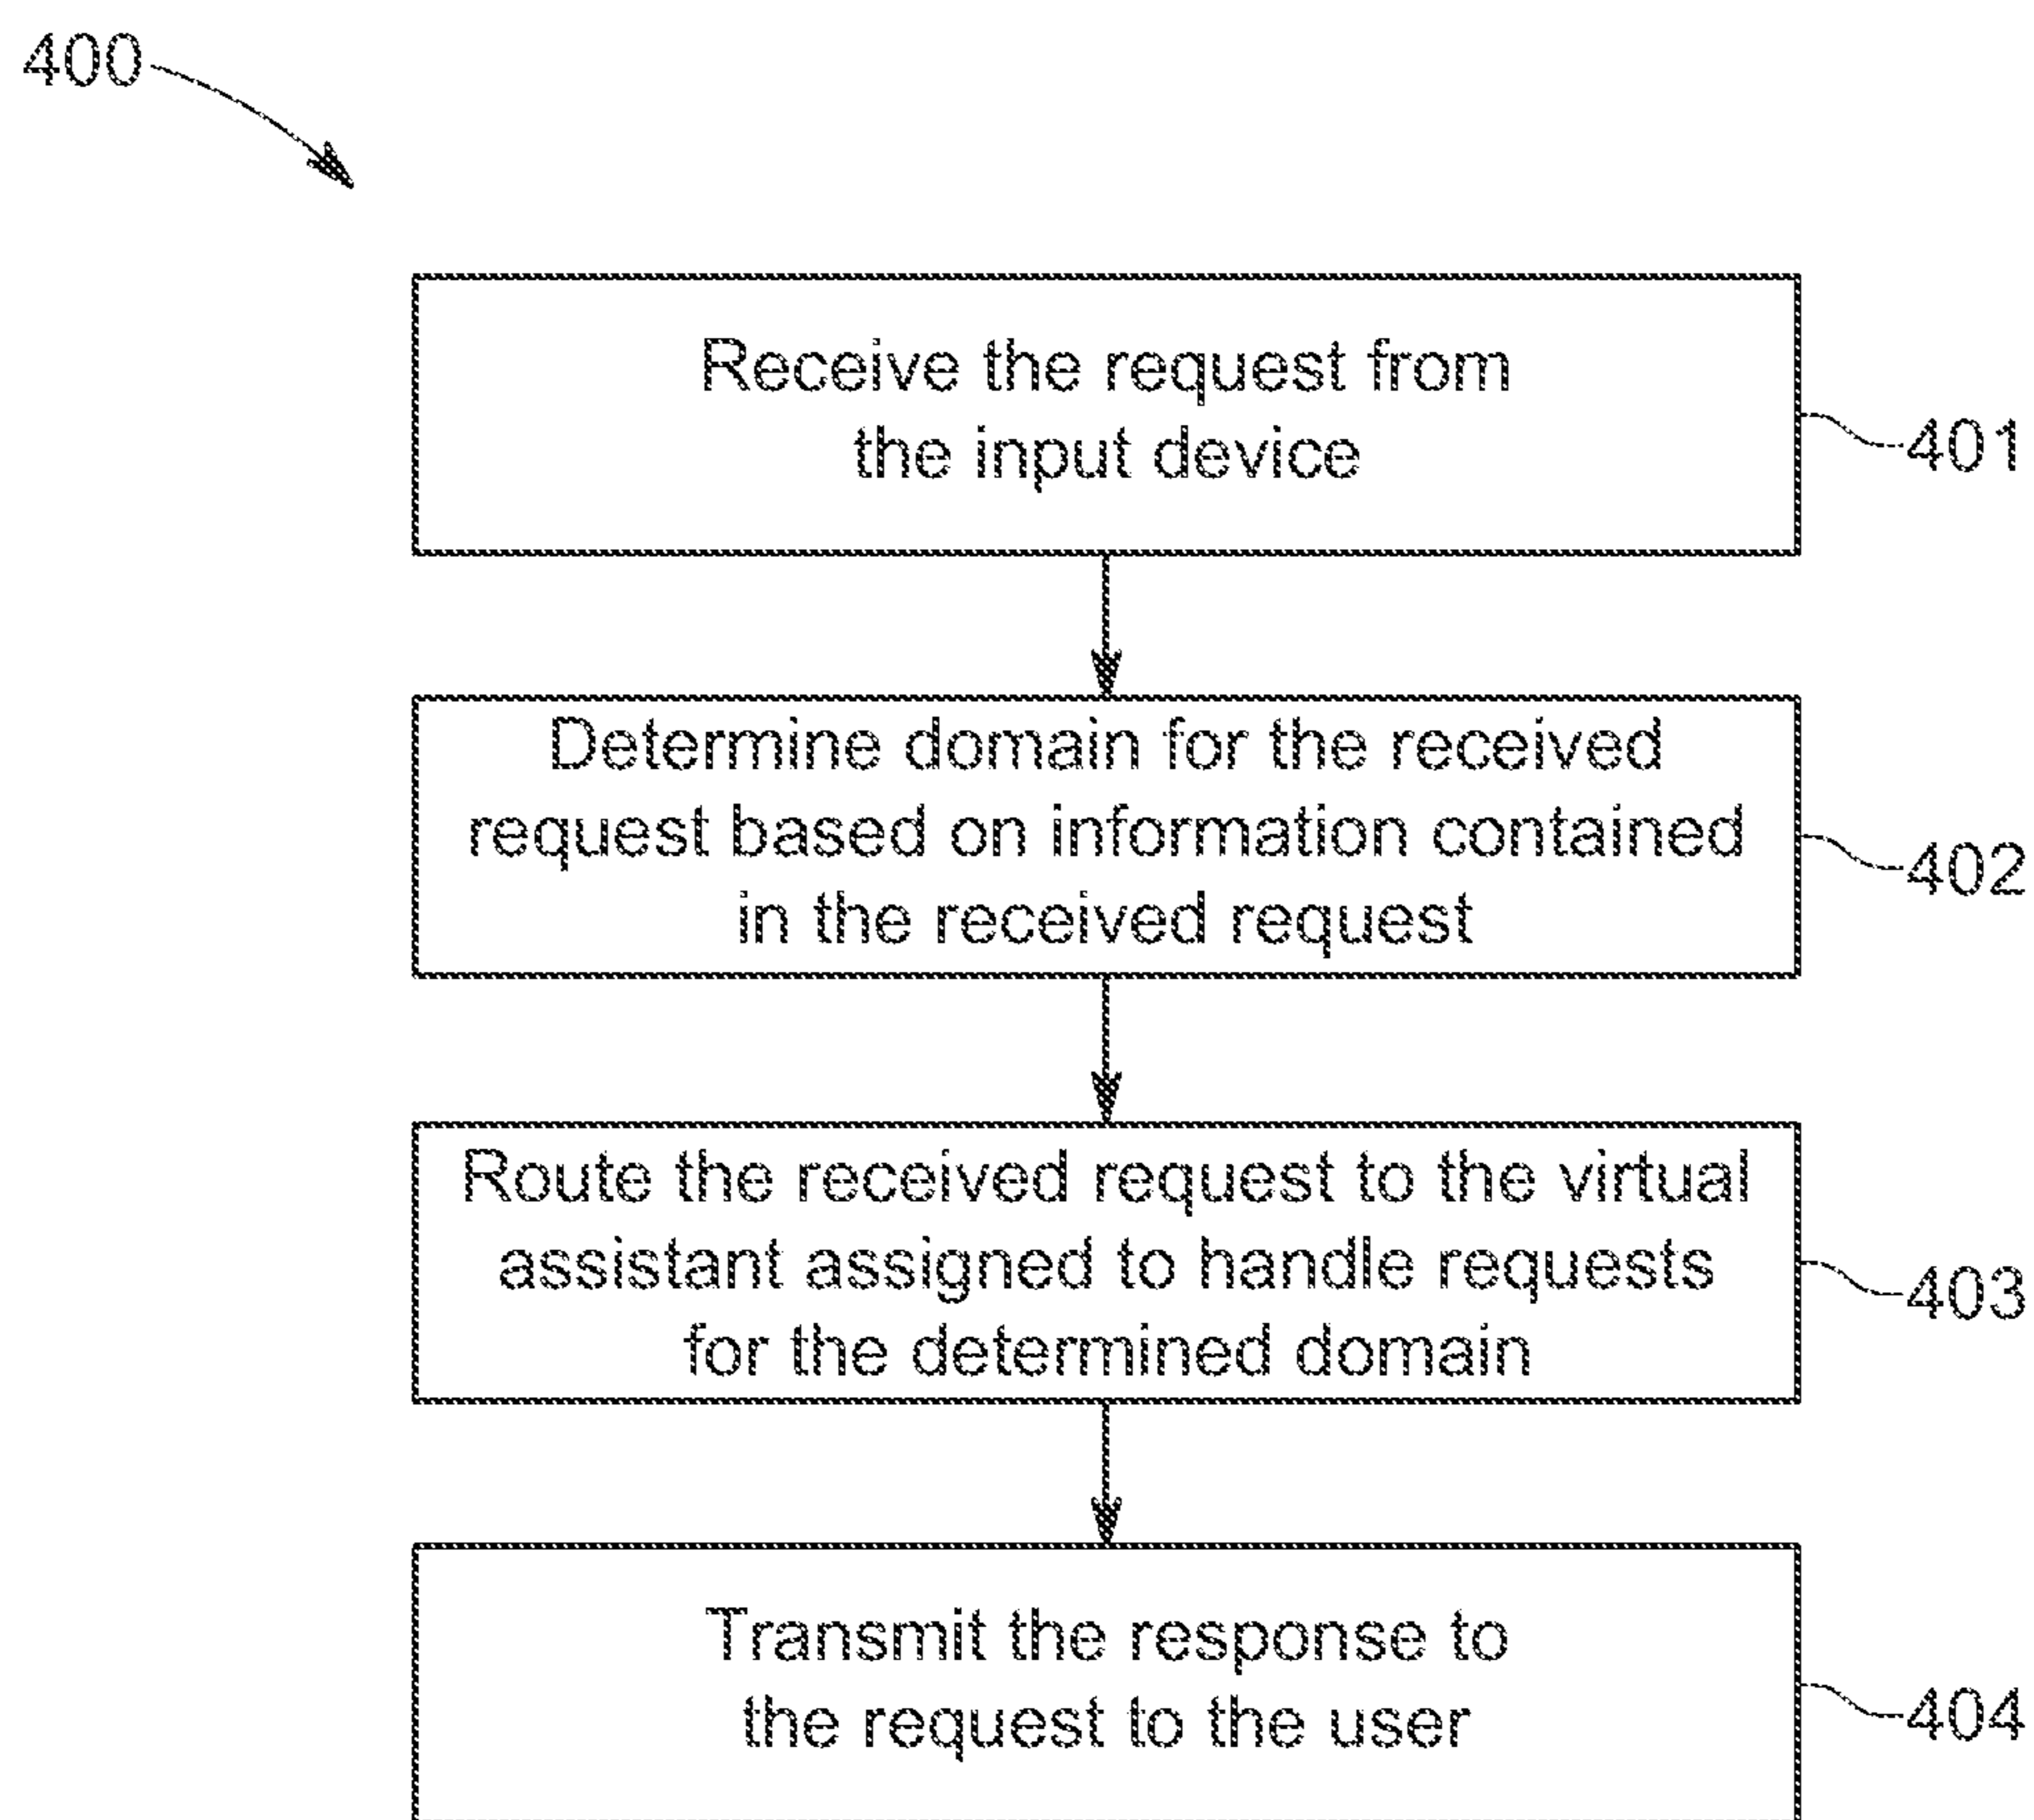 400
Receive the request from
the input device
401
Determine domain for the received
request based on information contained
in the received request
402
Route the received request to the virtual
assistant assigned to handle requests
for the determined domain
403
Transmit the response to
the request to the user
404